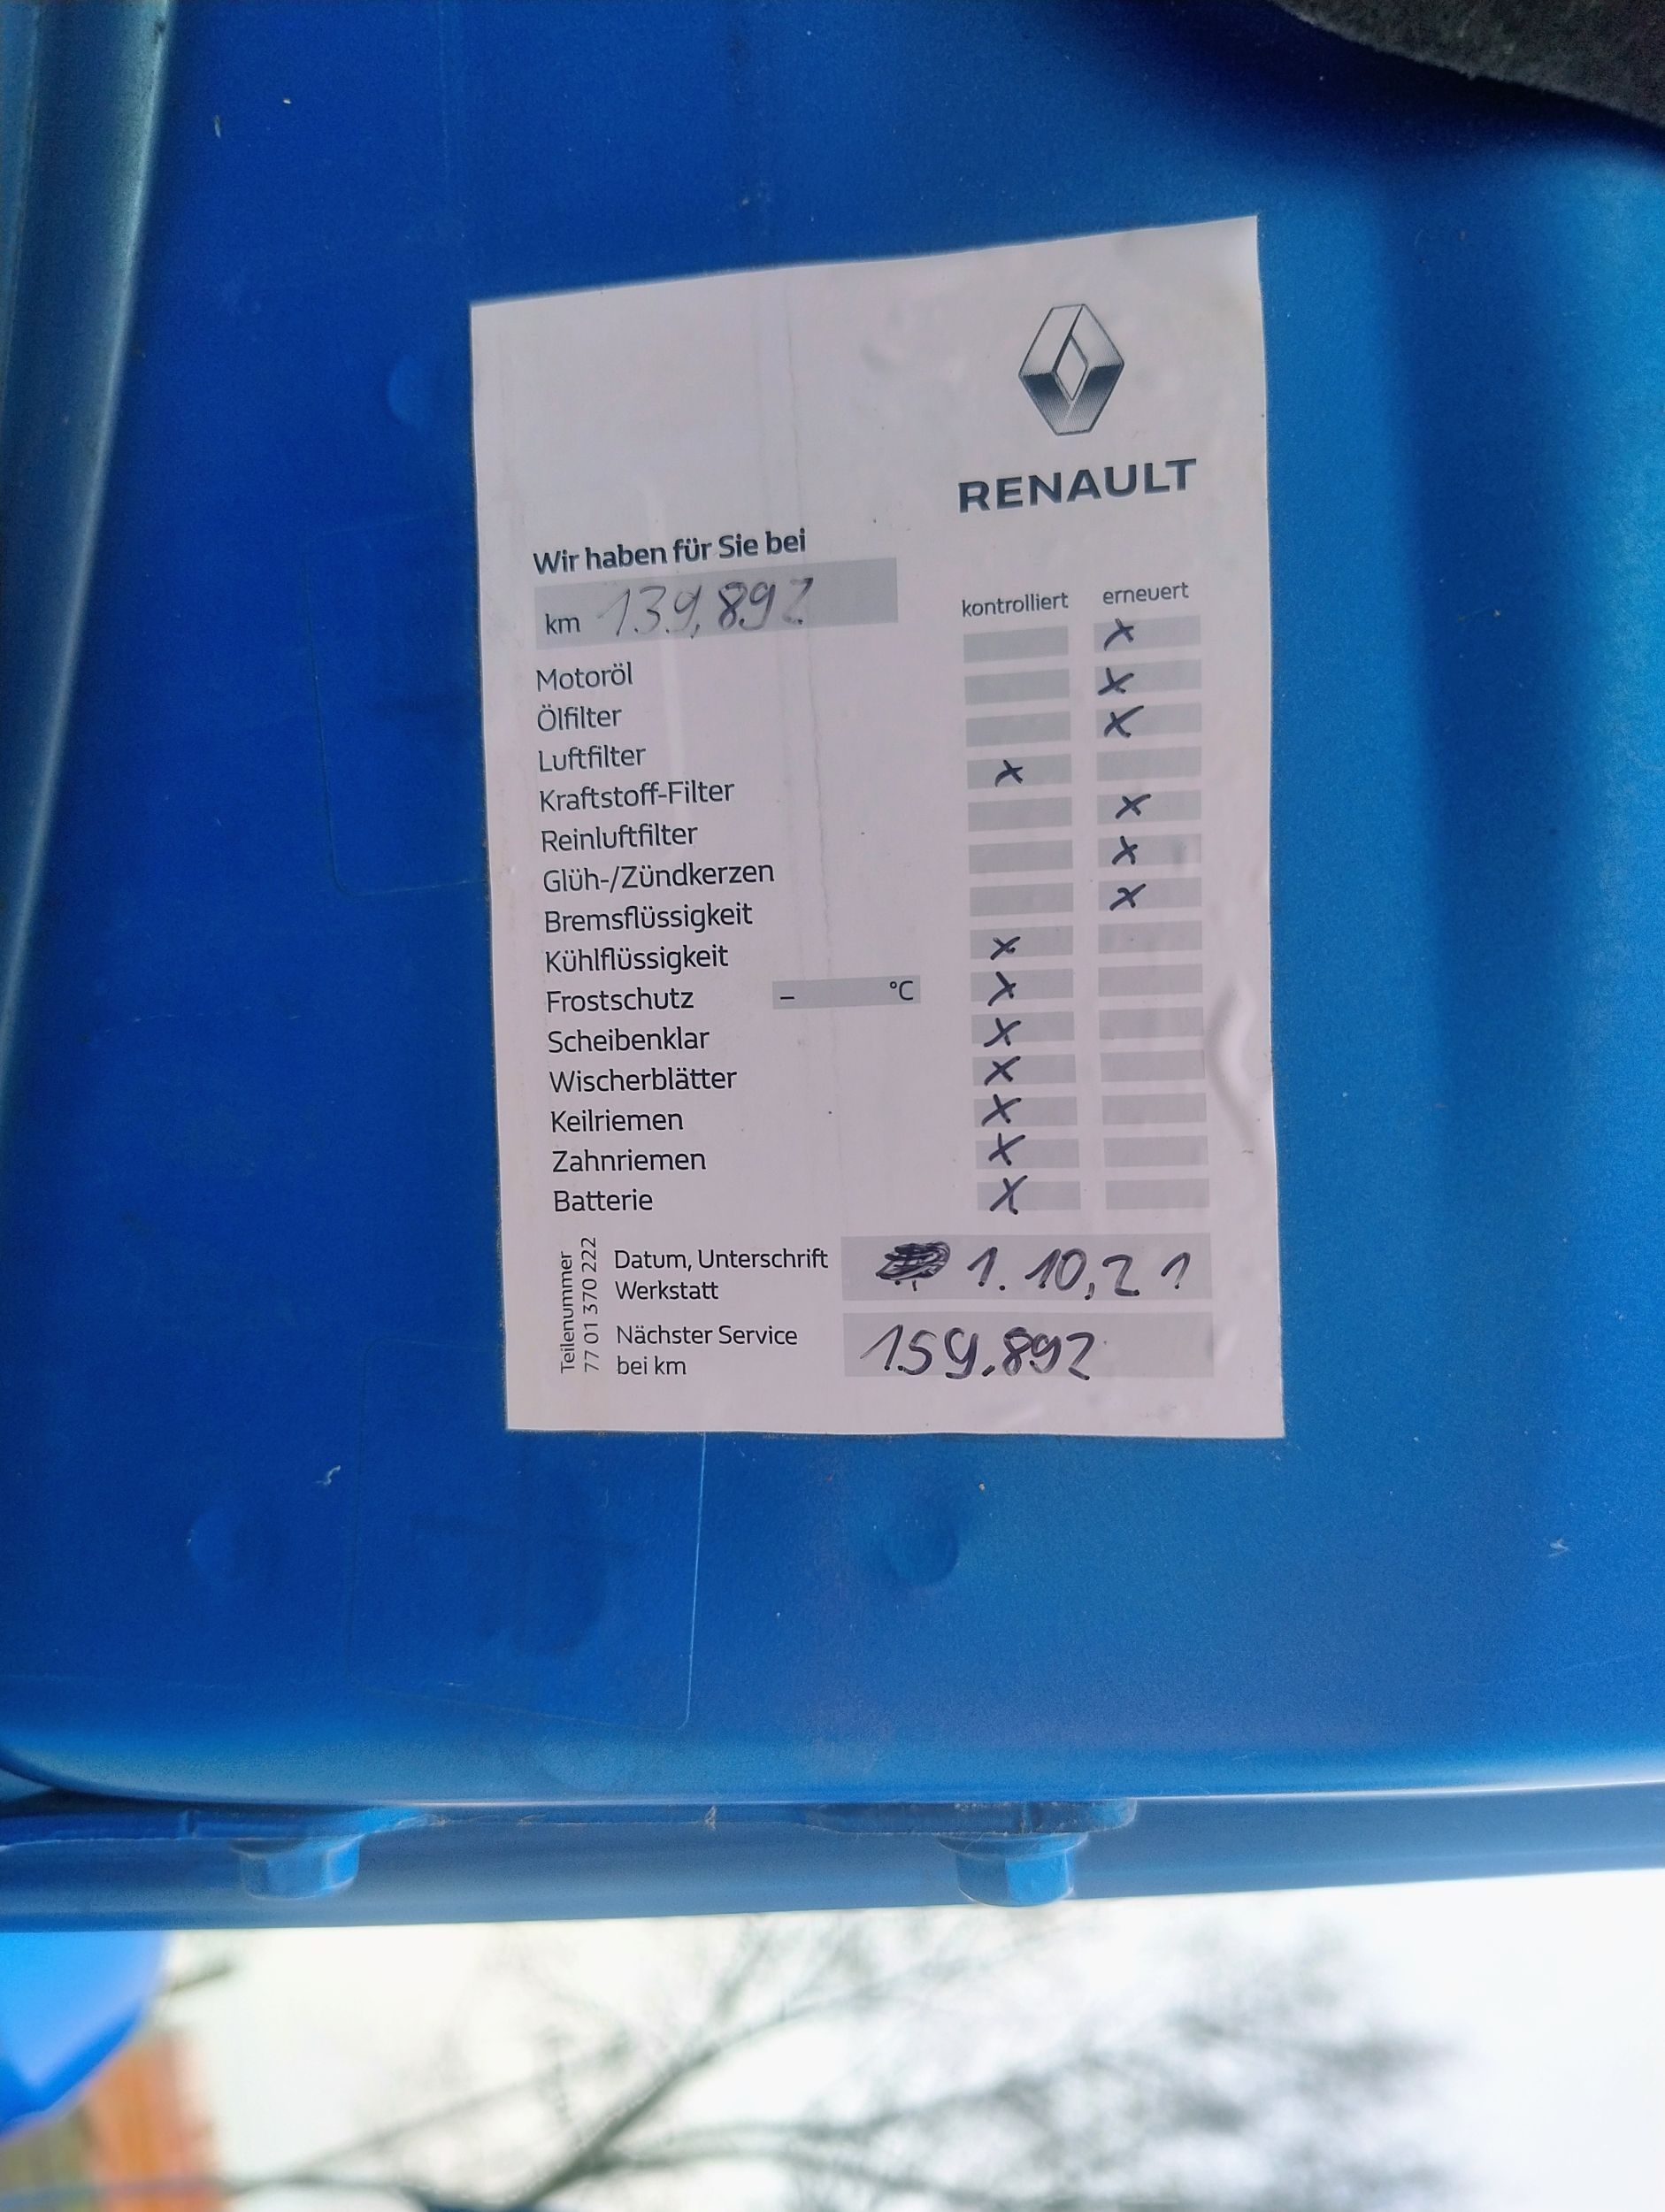 RENAULT
Wir haben für Sie bei
km 139,892
kontrolliert erneuert
Motoröl x
Ölfilter x
Luftfilter x
Kraftstoff-Filter x
Reinluftfilter x
Glüh-/Zündkerzen x
Bremsflüssigkeit x
Kühlflüssigkeit x
Frostschutz – °C x
Scheibenklar x
Wischerblätter x
Keilriemen x
Zahnriemen x
Batterie x
Teilenummer
77 01 370 222
Datum, Unterschrift 1.10,21
Werkstatt
Nächster Service 159.892
bei km